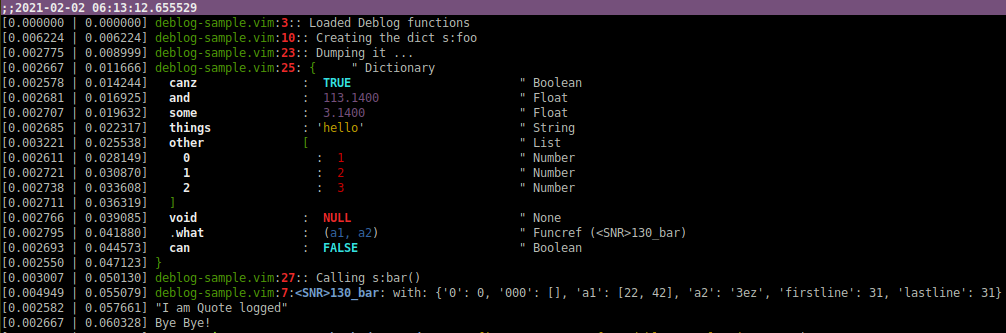 ;;2021-02-02 06:13:12.655529
[0.000000 | 0.000000] deblog-sample.vim:3:: Loaded Deblog functions
[0.006224 | 0.006224] deblog-sample.vim:10:: Creating the dict s:foo
[0.002775 | 0.008999] deblog-sample.vim:23:: Dumping it ...
[0.002667 | 0.011666] deblog-sample.vim:25: {     " Dictionary
[0.002578 | 0.014244]   canz               :  TRUE                        " Boolean
[0.002681 | 0.016925]   and                :  113.1400                    " Float
[0.002707 | 0.019632]   some               :  3.1400                      " Float
[0.002685 | 0.022317]   things             : 'hello'                      " String
[0.003221 | 0.025538]   other              [                              " List
[0.002611 | 0.028149]     0                  :  1                         " Number
[0.002721 | 0.030870]     1                  :  2                         " Number
[0.002738 | 0.033608]     2                  :  3                         " Number
[0.002711 | 0.036319]   ]
[0.002766 | 0.039085]   void               :  NULL                        " None
[0.002795 | 0.041880]   .what              :  (a1, a2)                    " Funcref (<SNR>130_bar)
[0.002693 | 0.044573]   can                :  FALSE                       " Boolean
[0.002550 | 0.047123] }
[0.003007 | 0.050130] deblog-sample.vim:27:: Calling s:bar()
[0.004949 | 0.055079] deblog-sample.vim:7:<SNR>130_bar: with: {'0': 0, '000': [], 'a1': [22, 42], 'a2': '3ez', 'firstline': 31, 'lastline': 31}
[0.002582 | 0.057661] "I am Quote logged"
[0.002667 | 0.060328] Bye Bye!